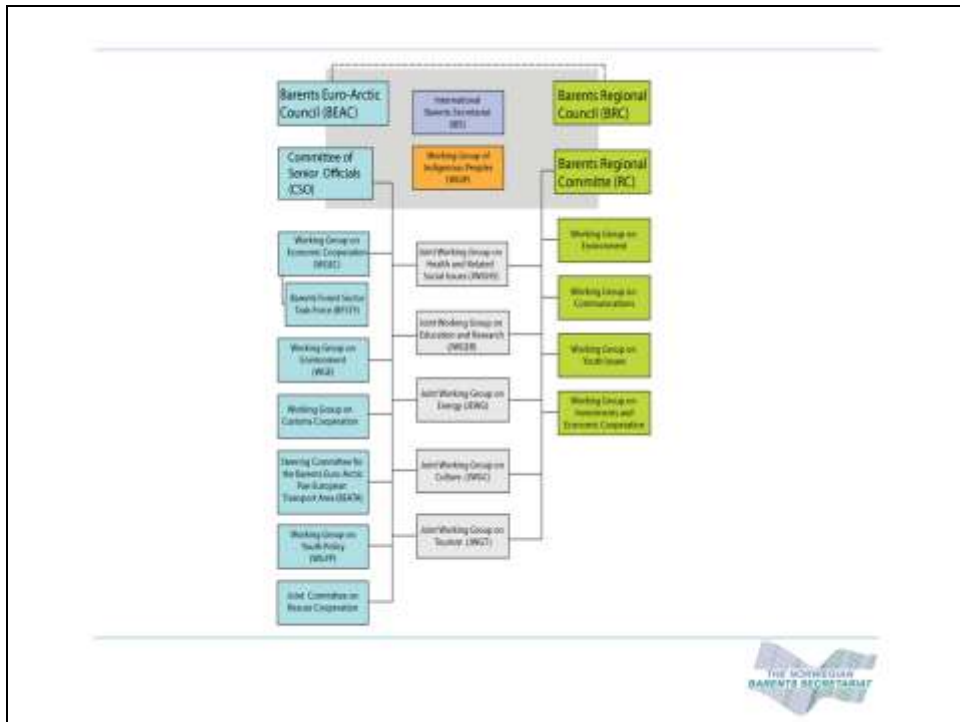 Barents Euro-Arctic
Council (BEAC)
International
Barents Secretariat
(IBS)
Barents Regional
Council (BRC)
Committee of
Senior Officials
(CSO)
Working Group of
Indigenous Peoples
(WGIP)
Barents Regional
Committe (RC)
Working Group on
Economic Cooperation
(WGEC)
Barents Forest Sector
Task Force (BFSTF)
Working Group on
Environment
(WGE)
Working Group on
Customs Cooperation
Steering Committee for
the Barents Euro-Arctic
Pan-European
Transport Area (BEATA)
Working Group on
Youth Policy
(WGYP)
Joint Committee on
Rescue Cooperation
Joint Working Group on
Health and Related
Social Issues (JWGHS)
Joint Working Group on
Education and Research
(JWGER)
Joint Working Group on
Energy (JEWG)
Joint Working Group on
Culture (JWGC)
Joint Working Group on
Tourism (JWGT)
Working Group on
Environment
Working Group on
Communications
Working Group on
Youth Issues
Working Group on
Investments and
Economic Cooperation
THE NORWEGIAN
BARENTS SECRETARIAT